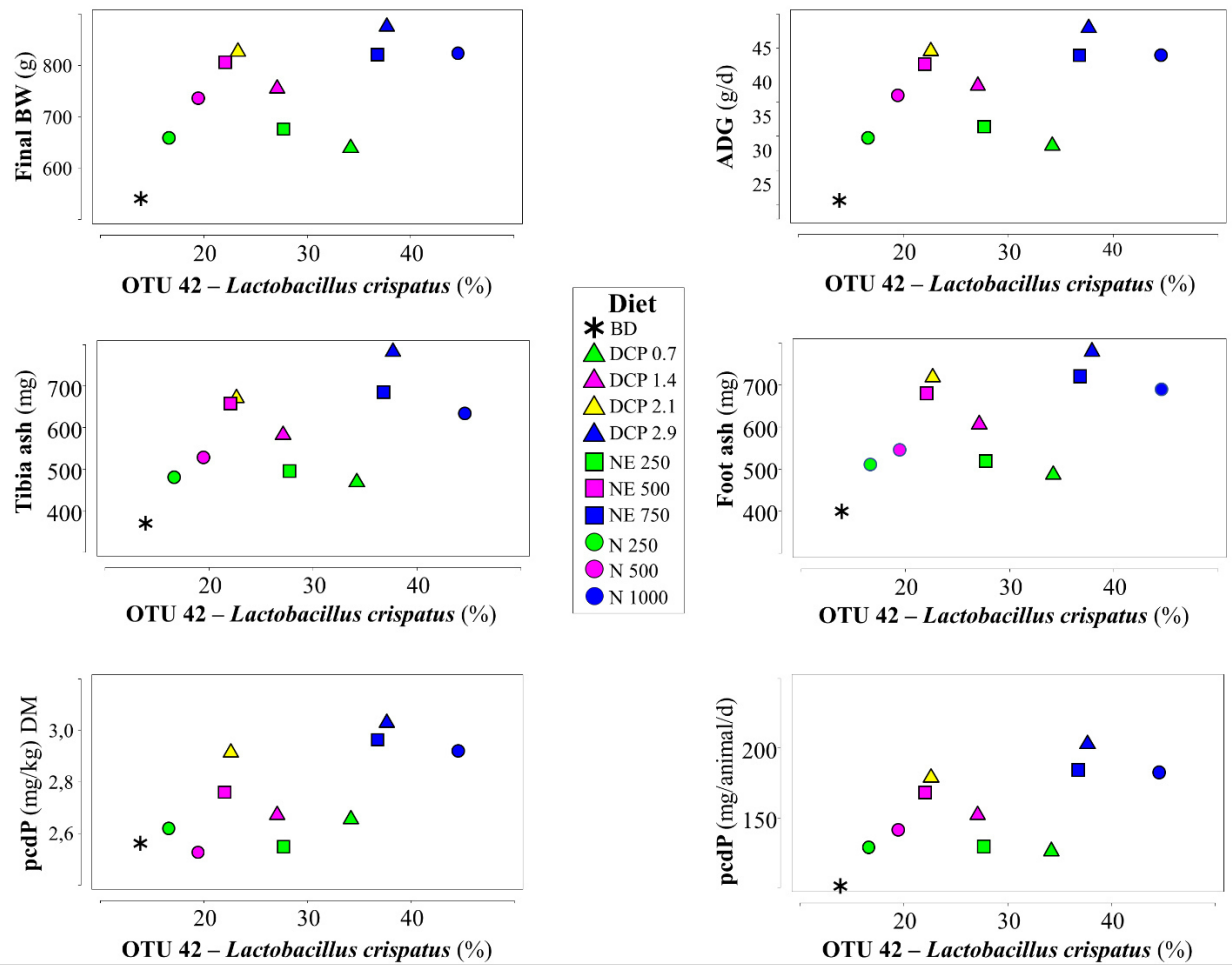 Final BW (g)
800
700
600
20 30 40
OTU 42 – Lactobacillus crispatus (%)
ADG (g/d)
45
40
35
30
25
20 30 40
OTU 42 – Lactobacillus crispatus (%)
Tibia ash (mg)
700
600
500
400
20 30 40
OTU 42 – Lactobacillus crispatus (%)
Diet
BD
DCP 0.7
DCP 1.4
DCP 2.1
DCP 2.9
NE 250
NE 500
NE 750
N 250
N 500
N 1000
Foot ash (mg)
700
600
500
400
20 30 40
OTU 42 – Lactobacillus crispatus (%)
pcdP (mg/kg) DM
3,0
2,8
2,6
20 30 40
OTU 42 – Lactobacillus crispatus (%)
pcdP (mg/animal/d)
200
150
20 30 40
OTU 42 – Lactobacillus crispatus (%)